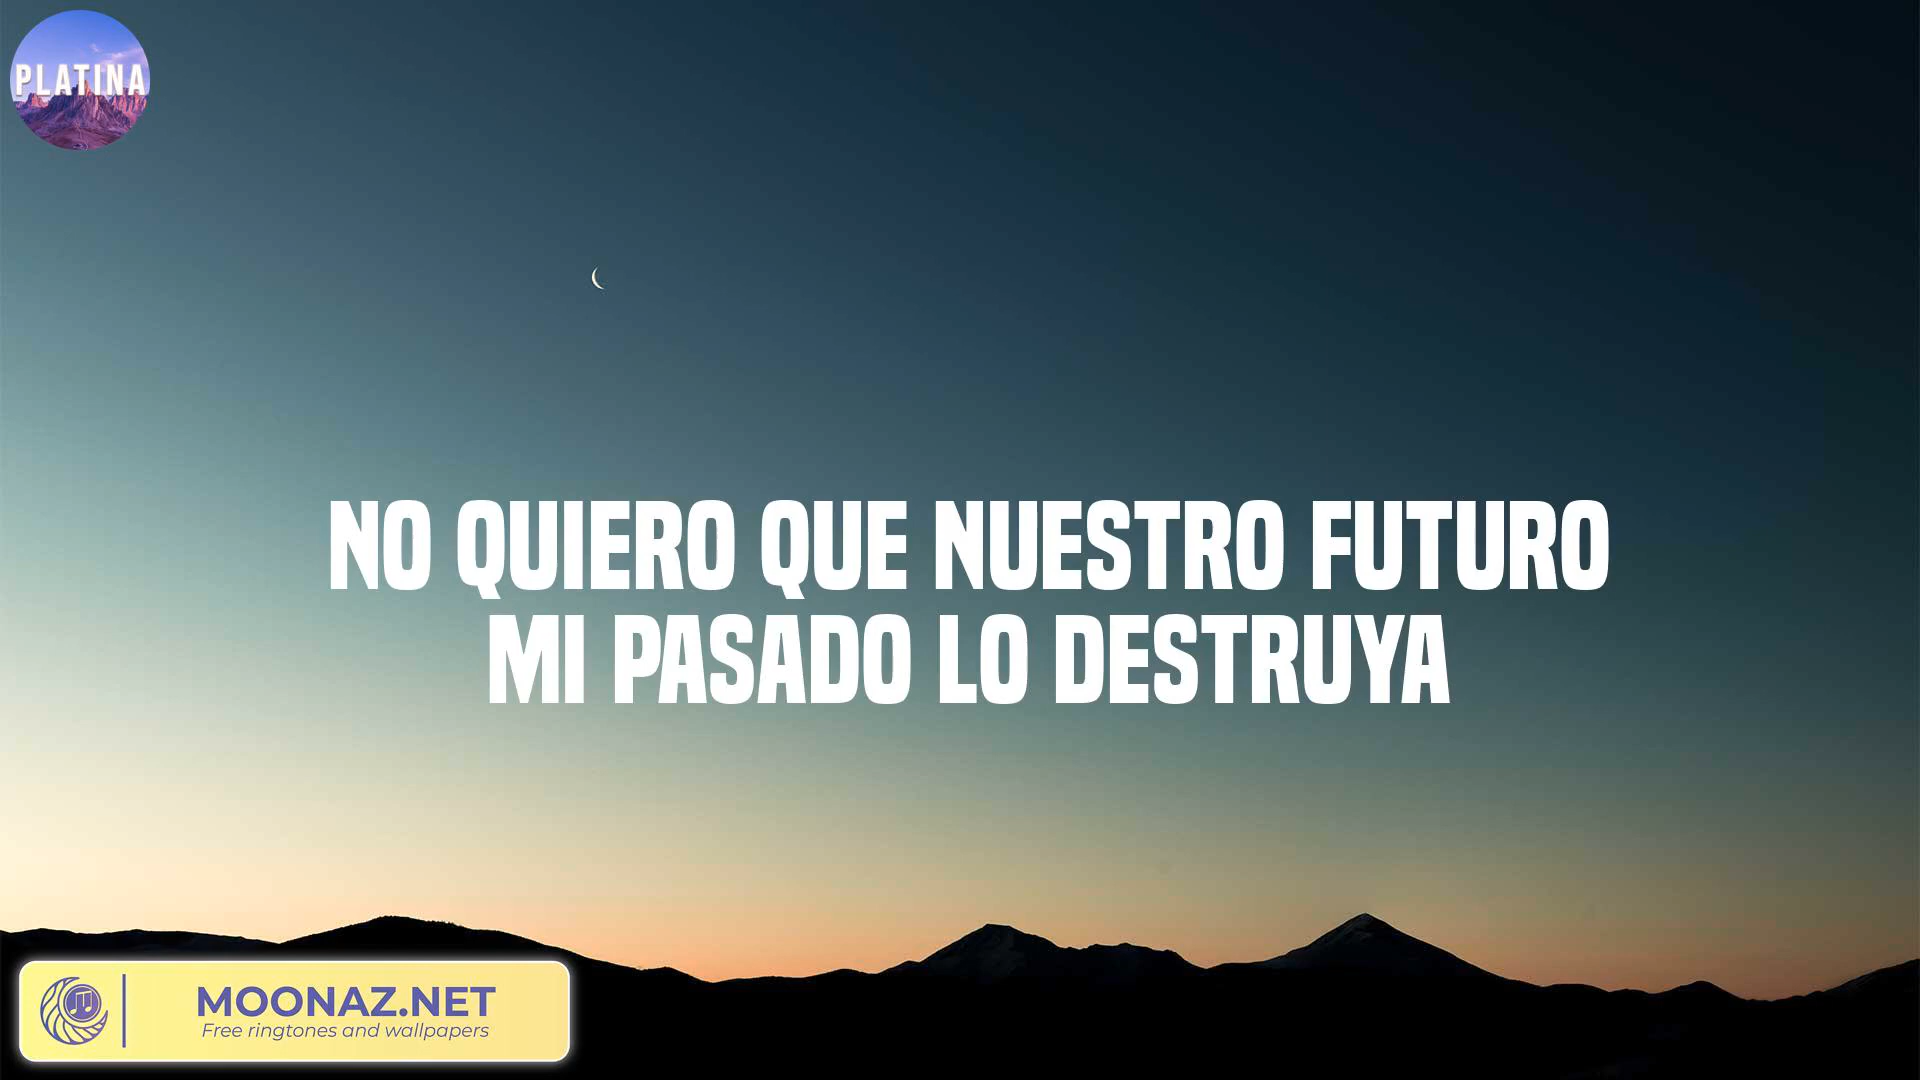 PLATINA
NO QUIERO QUE NUESTRO FUTURO
MI PASADO LO DESTRUYA
MOONAZ.NET
Free ringtones and wallpapers